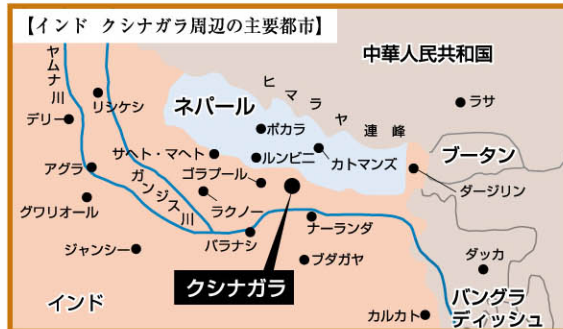 【インド クシナガラ周辺の主要都市】
中華人民共和国
ヤムナ川
リシケシ
デリー
ネパール
ヒマラヤ連峰
ラサ
ポカラ
サヘト・マヘト
ルンビニ
カトマンズ
ブータン
アグラ
ガンジス川
ゴラプール
ダージリン
グワリオール
ラクノー
ナーランダ
ジャンシー
バラナシ
ブダガヤ
ダッカ
クシナガラ
インド
カルカト
バングラ
ディッシュ